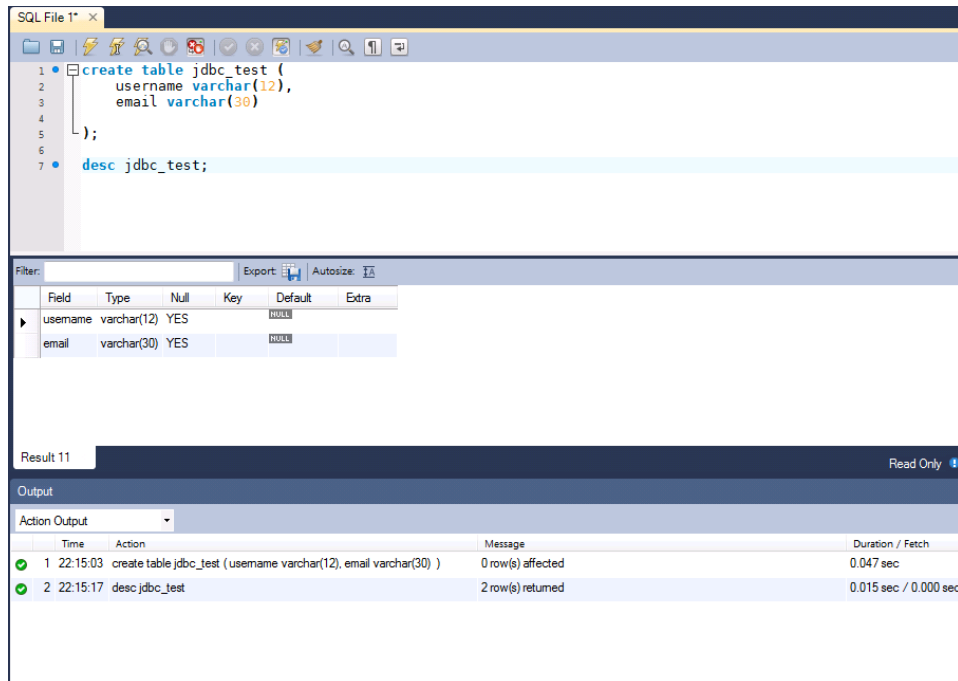 SQL File 1*
1 create table jdbc_test (
2 username varchar(12),
3 email varchar(30)
4
5 );
6
7 desc jdbc_test;
Filter: Export: Autosize:
Field Type Null Key Default Extra
username varchar(12) YES NULL
email varchar(30) YES NULL
Result 11
Read Only
Output
Action Output
Time Action Message Duration / Fetch
1 22:15:03 create table jdbc_test ( username varchar(12), email varchar(30) ) 0 row(s) affected 0.047 sec
2 22:15:17 desc jdbc_test 2 row(s) returned 0.015 sec / 0.000 sec